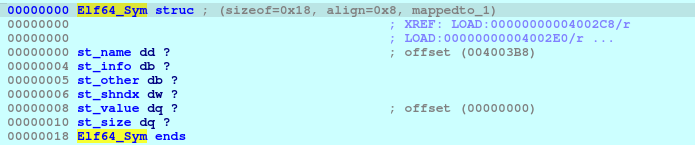 00000000 Elf64_Sym struc ; (sizeof=0x18, align=0x8, mappedto_1)
00000000 ; XREF: LOAD:00000000004002C8/r
00000000 ; LOAD:00000000004002E0/r ...
00000000 st_name dd ? ; offset (004003B8)
00000004 st_info db ?
00000005 st_other db ?
00000006 st_shndx dw ?
00000008 st_value dq ? ; offset (00000000)
00000010 st_size dq ?
00000018 Elf64_Sym ends